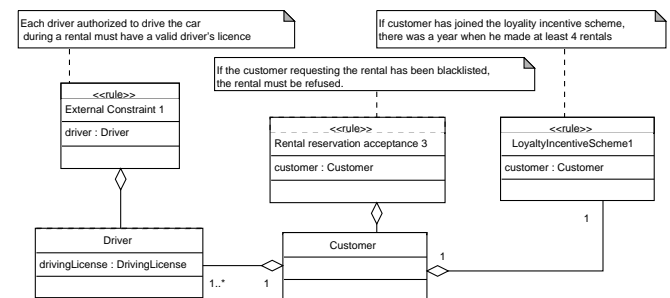 Each driver authorized to drive the car
during a rental must have a valid driver's licence
If customer has joined the loyality incentive scheme,
there was a year when he made at least 4 rentals
If the customer requesting the rental has been blacklisted,
the rental must be refused.
<<rule>>
External Constraint 1
driver : Driver
<<rule>>
Rental reservation acceptance 3
customer : Customer
<<rule>>
LoyaltyIncentiveScheme1
customer : Customer
1
Driver
drivingLicense : DrivingLicense
1..*
1
Customer
1